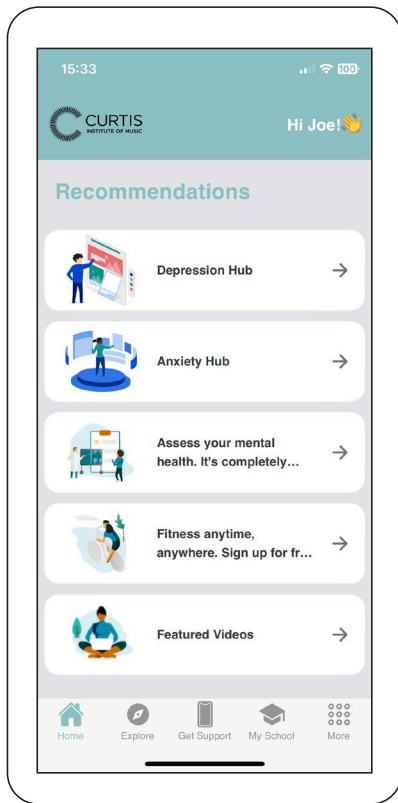 15:33
100
CURTIS
INSTITUTE OF MUSIC
Hi Joe!👋
Recommendations
Depression Hub
Anxiety Hub
Assess your mental
health. It's completely...
Fitness anytime,
anywhere. Sign up for fr...
Featured Videos
Home
Explore
Get Support
My School
More